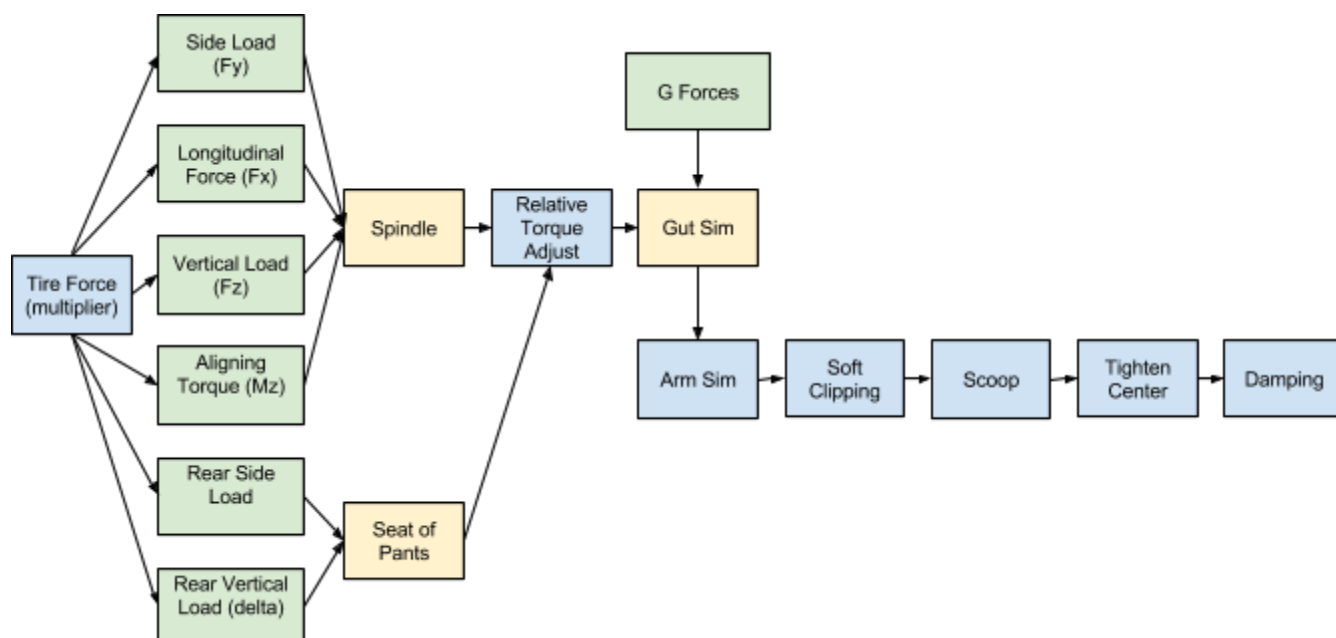 Side Load
(Fy)
G Forces
Longitudinal
Force (Fx)
Spindle
Relative
Torque
Adjust
Gut Sim
Vertical Load
(Fz)
Tire Force
(multiplier)
Aligning
Torque (Mz)
Arm Sim
Soft
Clipping
Scoop
Tighten
Center
Damping
Rear Side
Load
Seat of
Pants
Rear Vertical
Load (delta)